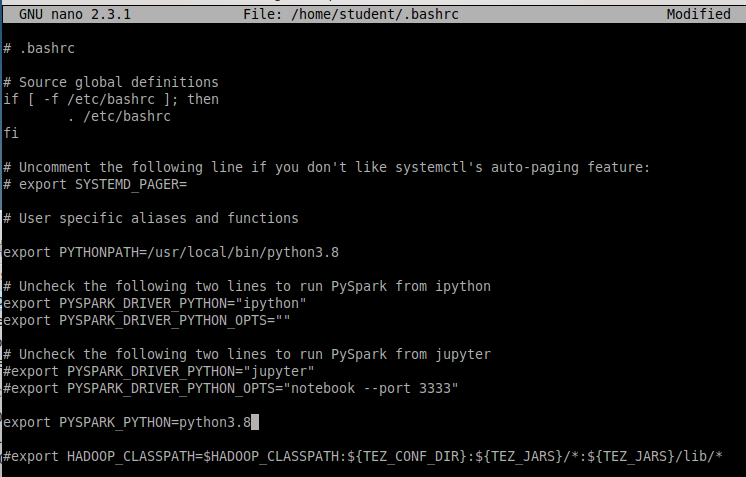 GNU nano 2.3.1 File: /home/student/.bashrc Modified
# .bashrc
# Source global definitions
if [ -f /etc/bashrc ]; then
. /etc/bashrc
fi
# Uncomment the following line if you don't like systemctl's auto-paging feature:
# export SYSTEMD_PAGER=
# User specific aliases and functions
export PYTHONPATH=/usr/local/bin/python3.8
# Uncheck the following two lines to run PySpark from ipython
export PYSPARK_DRIVER_PYTHON="ipython"
export PYSPARK_DRIVER_PYTHON_OPTS=""
# Uncheck the following two lines to run PySpark from jupyter
#export PYSPARK_DRIVER_PYTHON="jupyter"
#export PYSPARK_DRIVER_PYTHON_OPTS="notebook --port 3333"
export PYSPARK_PYTHON=python3.8
#export HADOOP_CLASSPATH=$HADOOP_CLASSPATH:${TEZ_CONF_DIR}:${TEZ_JARS}/*:${TEZ_JARS}/lib/*